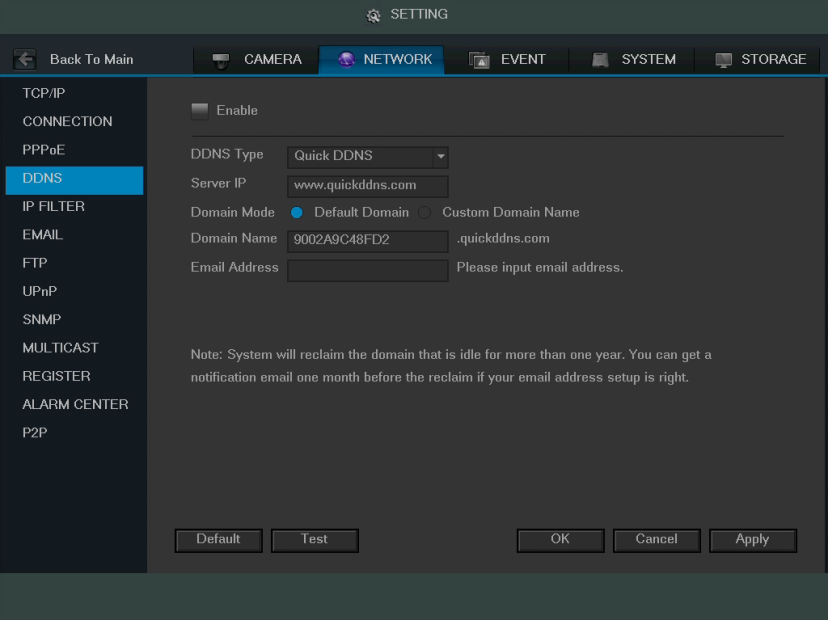 SETTING
Back To Main CAMERA NETWORK EVENT SYSTEM STORAGE
TCP/IP
CONNECTION
PPPoE
DDNS
IP FILTER
EMAIL
FTP
UPnP
SNMP
MULTICAST
REGISTER
ALARM CENTER
P2P
Enable
DDNS Type Quick DDNS
Server IP www.quickddns.com
Domain Mode Default Domain Custom Domain Name
Domain Name 9002A9C48FD2 .quickddns.com
Email Address Please input email address.
Note: System will reclaim the domain that is idle for more than one year. You can get a
notification email one month before the reclaim if your email address setup is right.
Default Test OK Cancel Apply